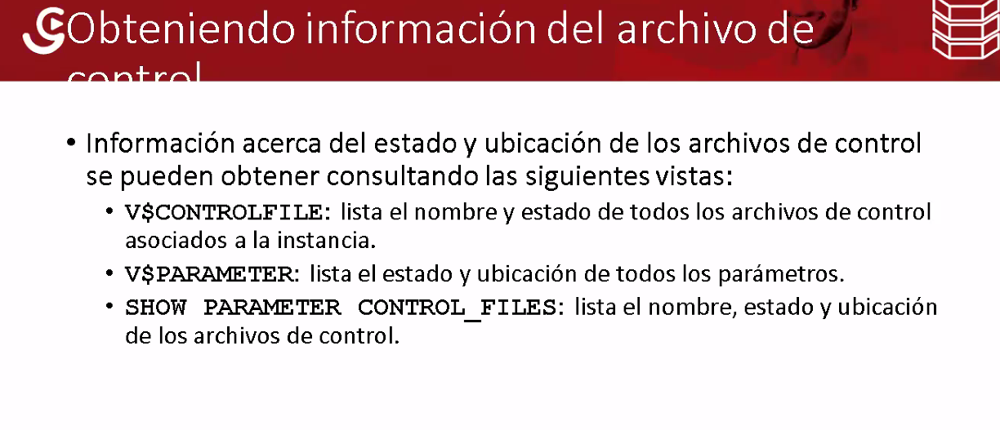 Obteniendo información del archivo de
control
• Información acerca del estado y ubicación de los archivos de control
se pueden obtener consultando las siguientes vistas:
• V$CONTROLFILE: lista el nombre y estado de todos los archivos de control
asociados a la instancia.
• V$PARAMETER: lista el estado y ubicación de todos los parámetros.
• SHOW PARAMETER CONTROL_FILES: lista el nombre, estado y ubicación
de los archivos de control.